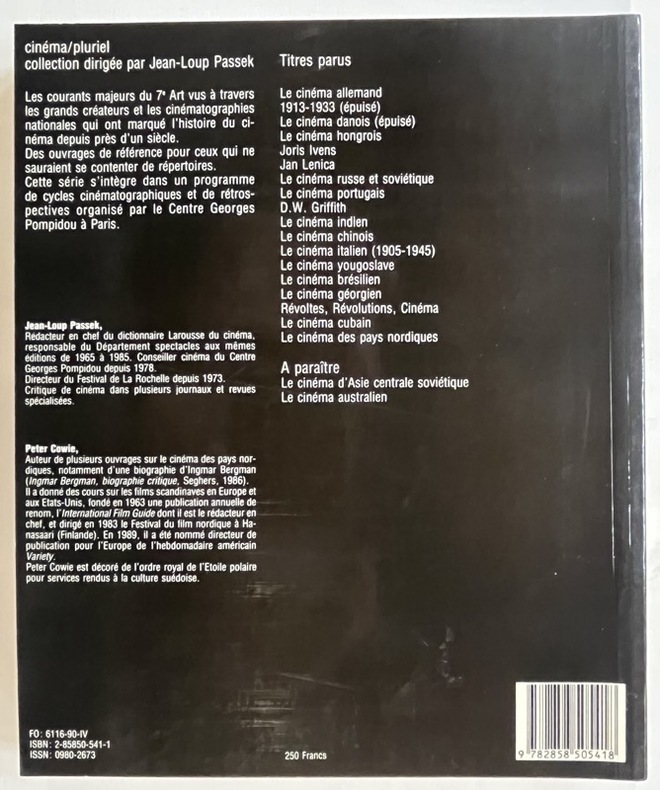 cinéma/pluriel
collection dirigée par Jean-Loup Passek
Les courants majeurs du 7e Art vus à travers
les grands créateurs et les cinématographies
nationales qui ont marqué l'histoire du ci-
néma depuis près d'un siècle.
Des ouvrages de référence pour ceux qui ne
sauraient se contenter de répertoires.
Cette série s'intègre dans un programme
de cycles cinématographiques et de rétros-
pectives organisé par le Centre Georges
Pompidou à Paris.
Jean-Loup Passek,
Rédacteur en chef du dictionnaire Larousse du cinéma,
responsable du Département spectacles aux mêmes
éditions de 1965 à 1985. Conseiller cinéma du Centre
Georges Pompidou depuis 1978.
Directeur du Festival de La Rochelle depuis 1973.
Critique de cinéma dans plusieurs journaux et revues
spécialisées.
Peter Cowie,
Auteur de plusieurs ouvrages sur le cinéma des pays nor-
diques, notamment d'une biographie d'Ingmar Bergman
(Ingmar Bergman, biographie critique, Seghers, 1986).
Il a donné des cours sur les films scandinaves en Europe et
aux Etats-Unis, fondé en 1963 une publication annuelle de
renom, l'International Film Guide dont il est le rédacteur en
chef, et dirigé en 1983 le Festival du film nordique à Ha-
nasaari (Finlande). En 1989, il a été nommé directeur de
publication pour l'Europe de l'hebdomadaire américain
Variety.
Peter Cowie est décoré de l'ordre royal de l'Etoile polaire
pour services rendus à la culture suédoise.
Titres parus
Le cinéma allemand
1913-1933 (épuisé)
Le cinéma danois (épuisé)
Le cinéma hongrois
Joris Ivens
Jan Lenica
Le cinéma russe et soviétique
Le cinéma portugais
D.W. Griffith
Le cinéma indien
Le cinéma chinois
Le cinéma italien (1905-1945)
Le cinéma yougoslave
Le cinéma brésilien
Le cinéma géorgien
Révoltes, Révolutions, Cinéma
Le cinéma cubain
Le cinéma des pays nordiques
A paraître
Le cinéma d'Asie centrale soviétique
Le cinéma australien
FO: 6116-90-IV
ISBN: 2-85850-541-1
ISSN: 0980-2673
250 Francs
9 782858 505418